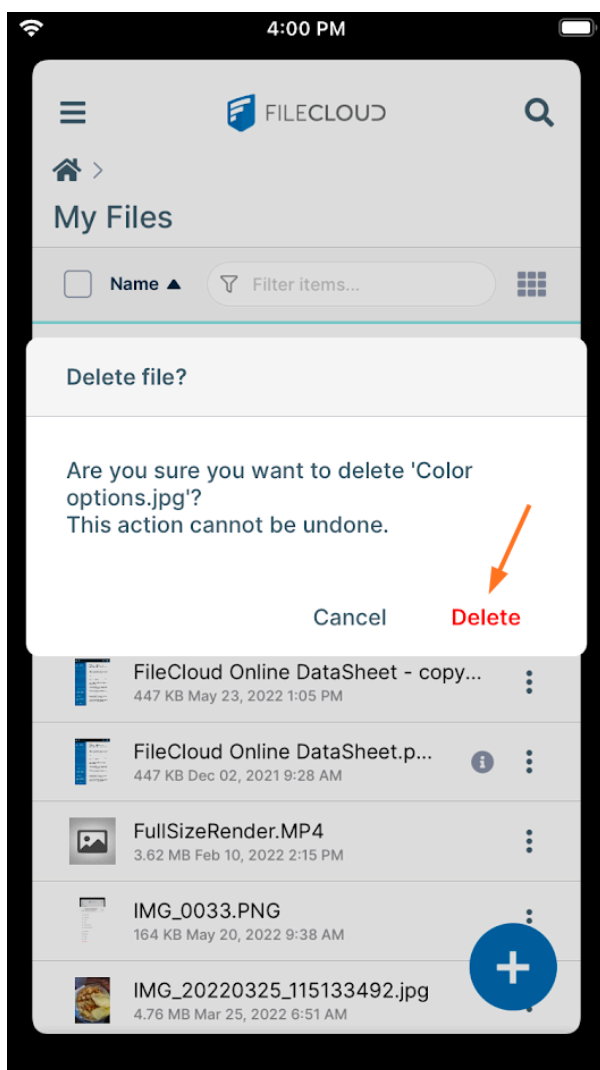 4:00 PM
FILECLOUD
My Files
Name
Filter items...
Delete file?
Are you sure you want to delete 'Color
options.jpg'?
This action cannot be undone.
Cancel
Delete
FileCloud Online DataSheet - copy...
447 KB May 23, 2022 1:05 PM
FileCloud Online DataSheet.p...
447 KB Dec 02, 2021 9:28 AM
FullSizeRender.MP4
3.62 MB Feb 10, 2022 2:15 PM
IMG_0033.PNG
164 KB May 20, 2022 9:38 AM
IMG_20220325_115133492.jpg
4.76 MB Mar 25, 2022 6:51 AM